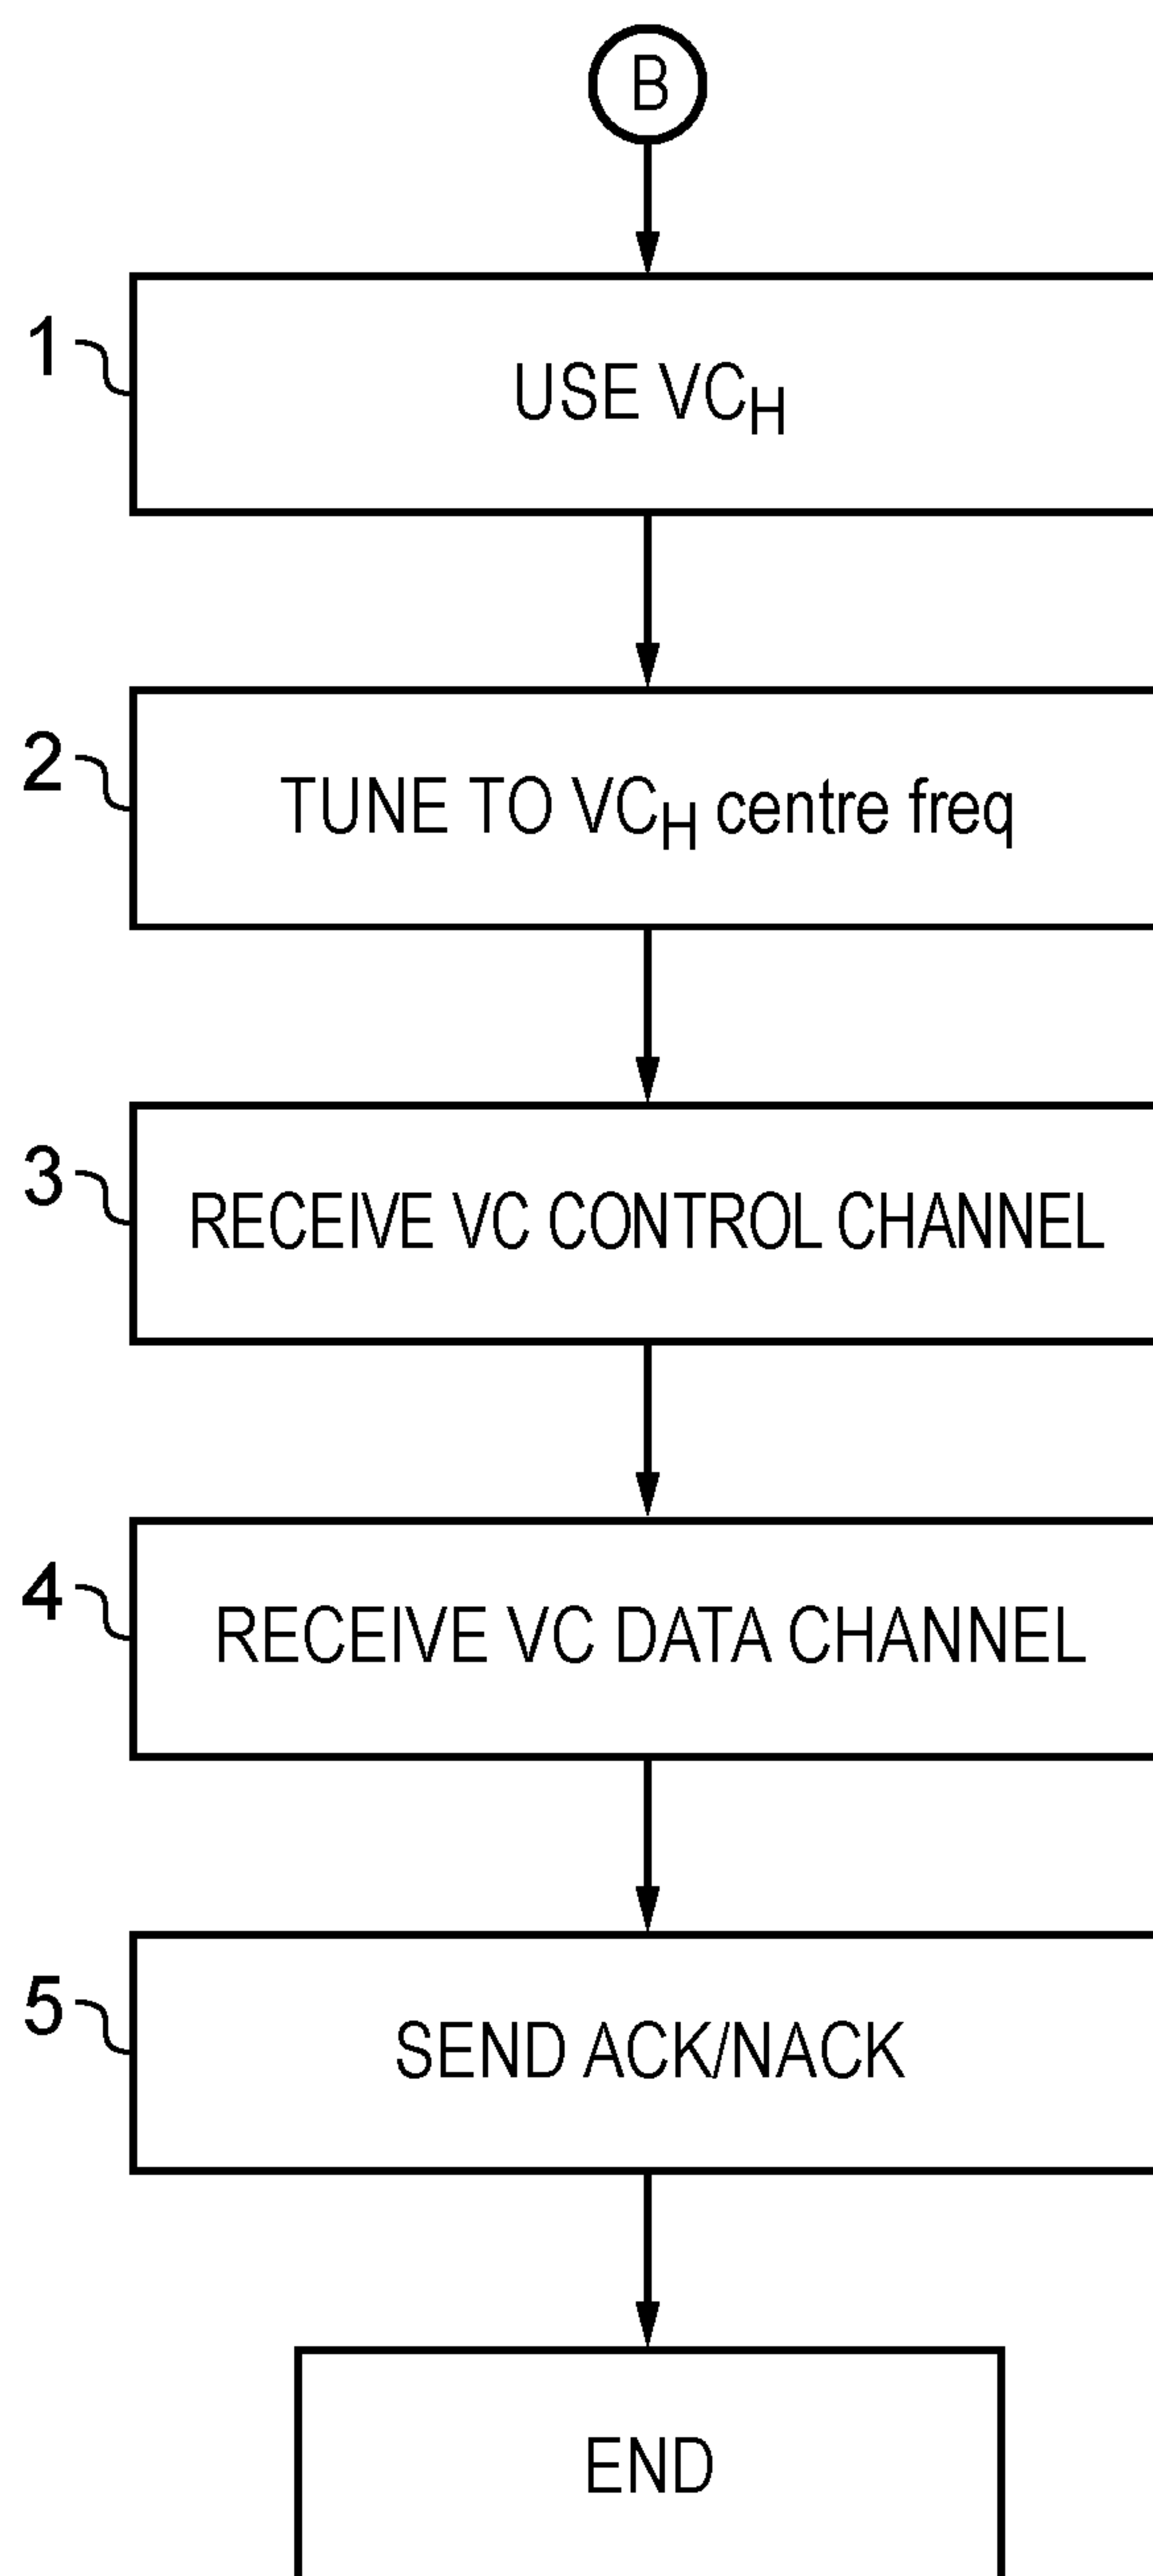 B
1
USE VCH
2
TUNE TO VCH centre freq
3
RECEIVE VC CONTROL CHANNEL
4
RECEIVE VC DATA CHANNEL
5
SEND ACK/NACK
END